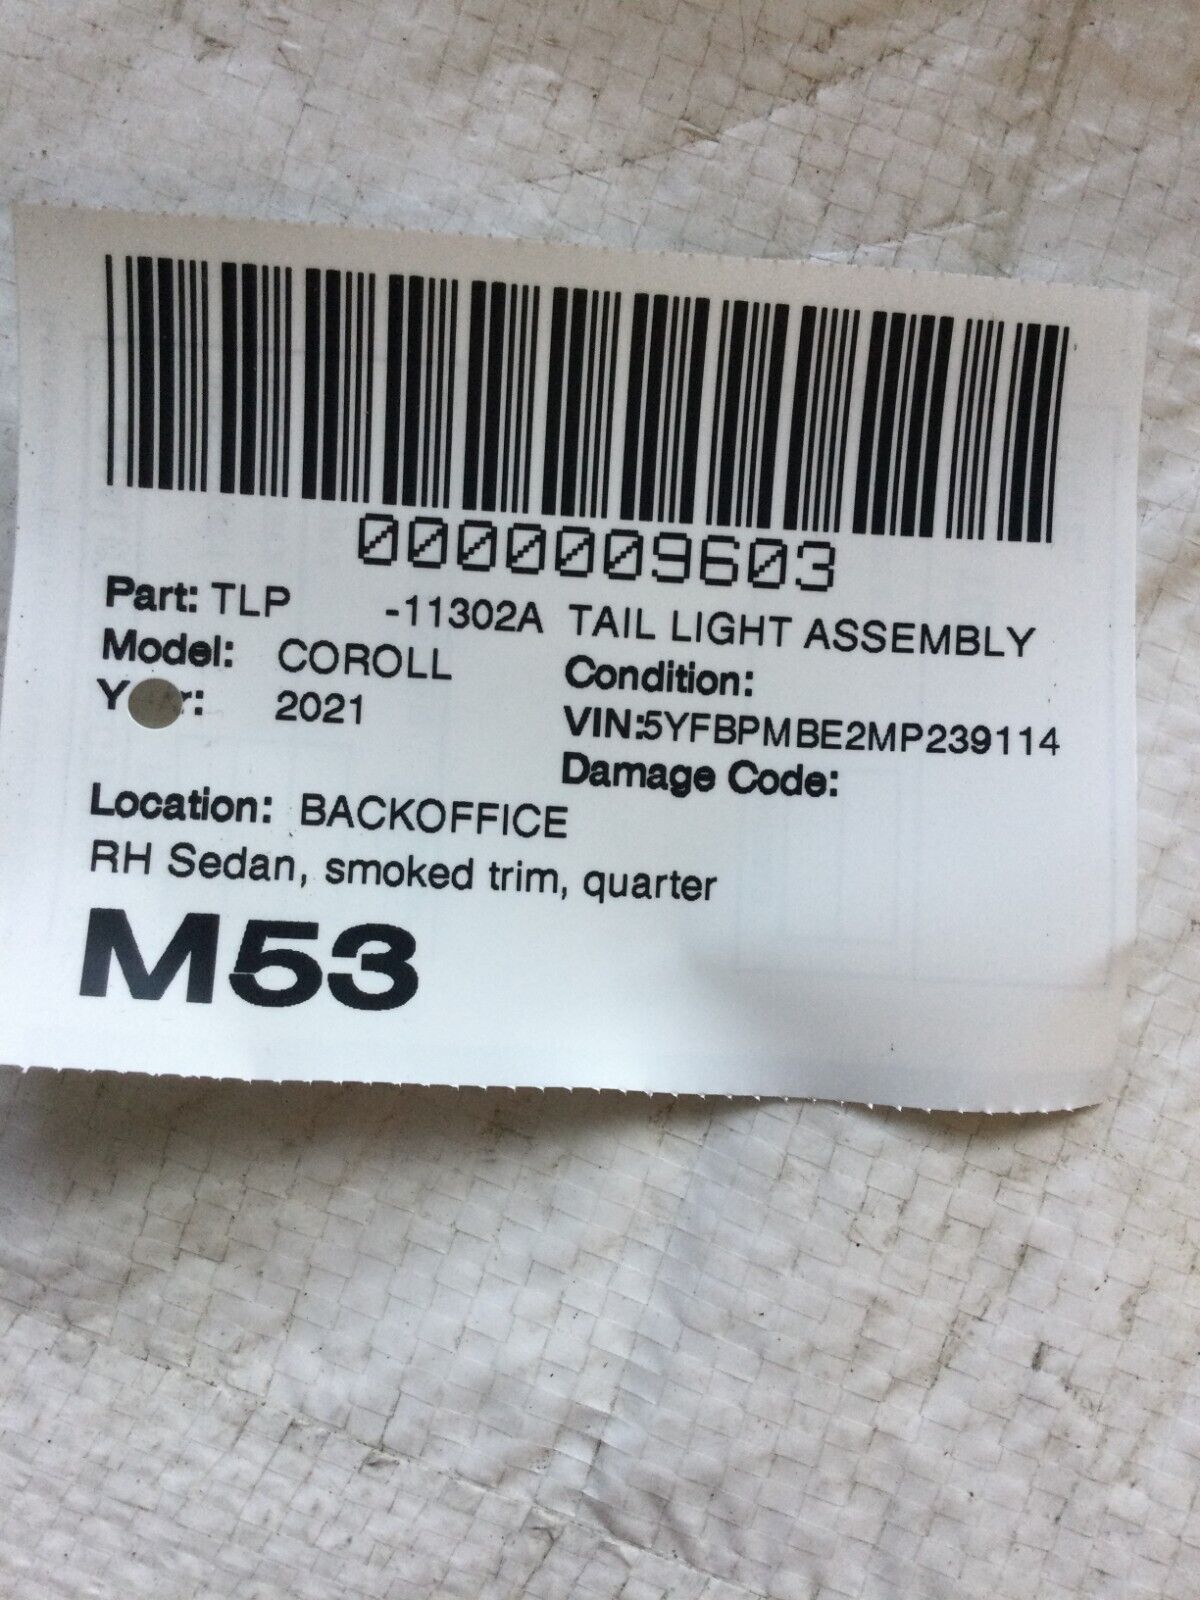 0000009603
Part: TLP -11302A TAIL LIGHT ASSEMBLY
Model: COROLL Condition:
Y r: 2021 VIN:5YFBPMBE2MP239114
Damage Code:
Location: BACKOFFICE
RH Sedan, smoked trim, quarter
M53